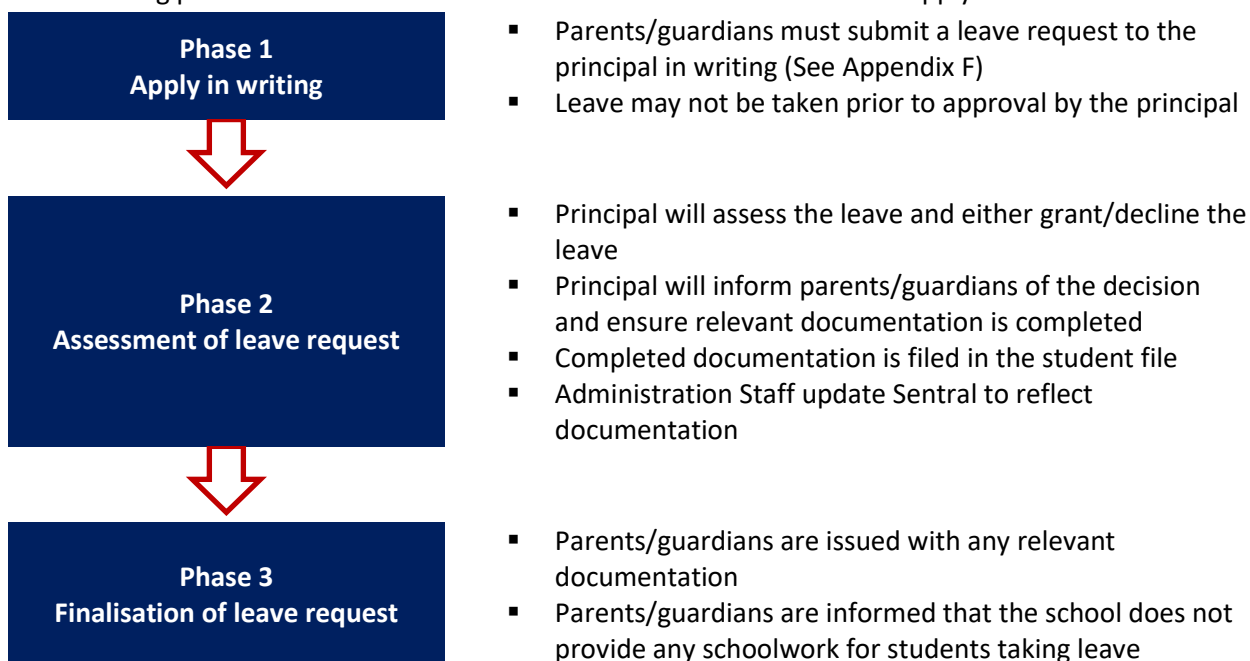 Phase 1
Apply in writing
▪ Parents/guardians must submit a leave request to the
principal in writing (See Appendix F)
▪ Leave may not be taken prior to approval by the principal
Phase 2
Assessment of leave request
▪ Principal will assess the leave and either grant/decline the
leave
▪ Principal will inform parents/guardians of the decision
and ensure relevant documentation is completed
▪ Completed documentation is filed in the student file
▪ Administration Staff update Sentral to reflect
documentation
Phase 3
Finalisation of leave request
▪ Parents/guardians are issued with any relevant
documentation
▪ Parents/guardians are informed that the school does not
provide any schoolwork for students taking leave